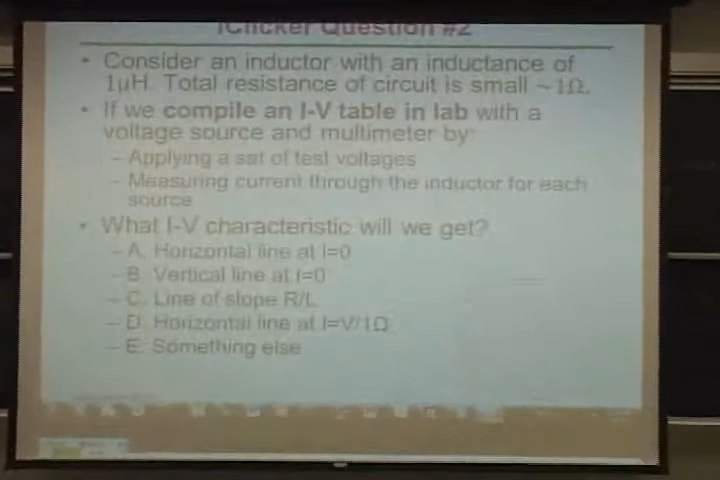 iClicker Question #2
• Consider an inductor with an inductance of
1μH. Total resistance of circuit is small ~1Ω.
• If we compile an I-V table in lab with a
voltage source and multimeter by:
– Applying a set of test voltages
– Measuring current through the inductor for each
source
• What I-V characteristic will we get?
– A. Horizontal line at I=0
– B. Vertical line at I=0
– C. Line of slope R/L
– D. Horizontal line at I=V/1Ω
– E. Something else